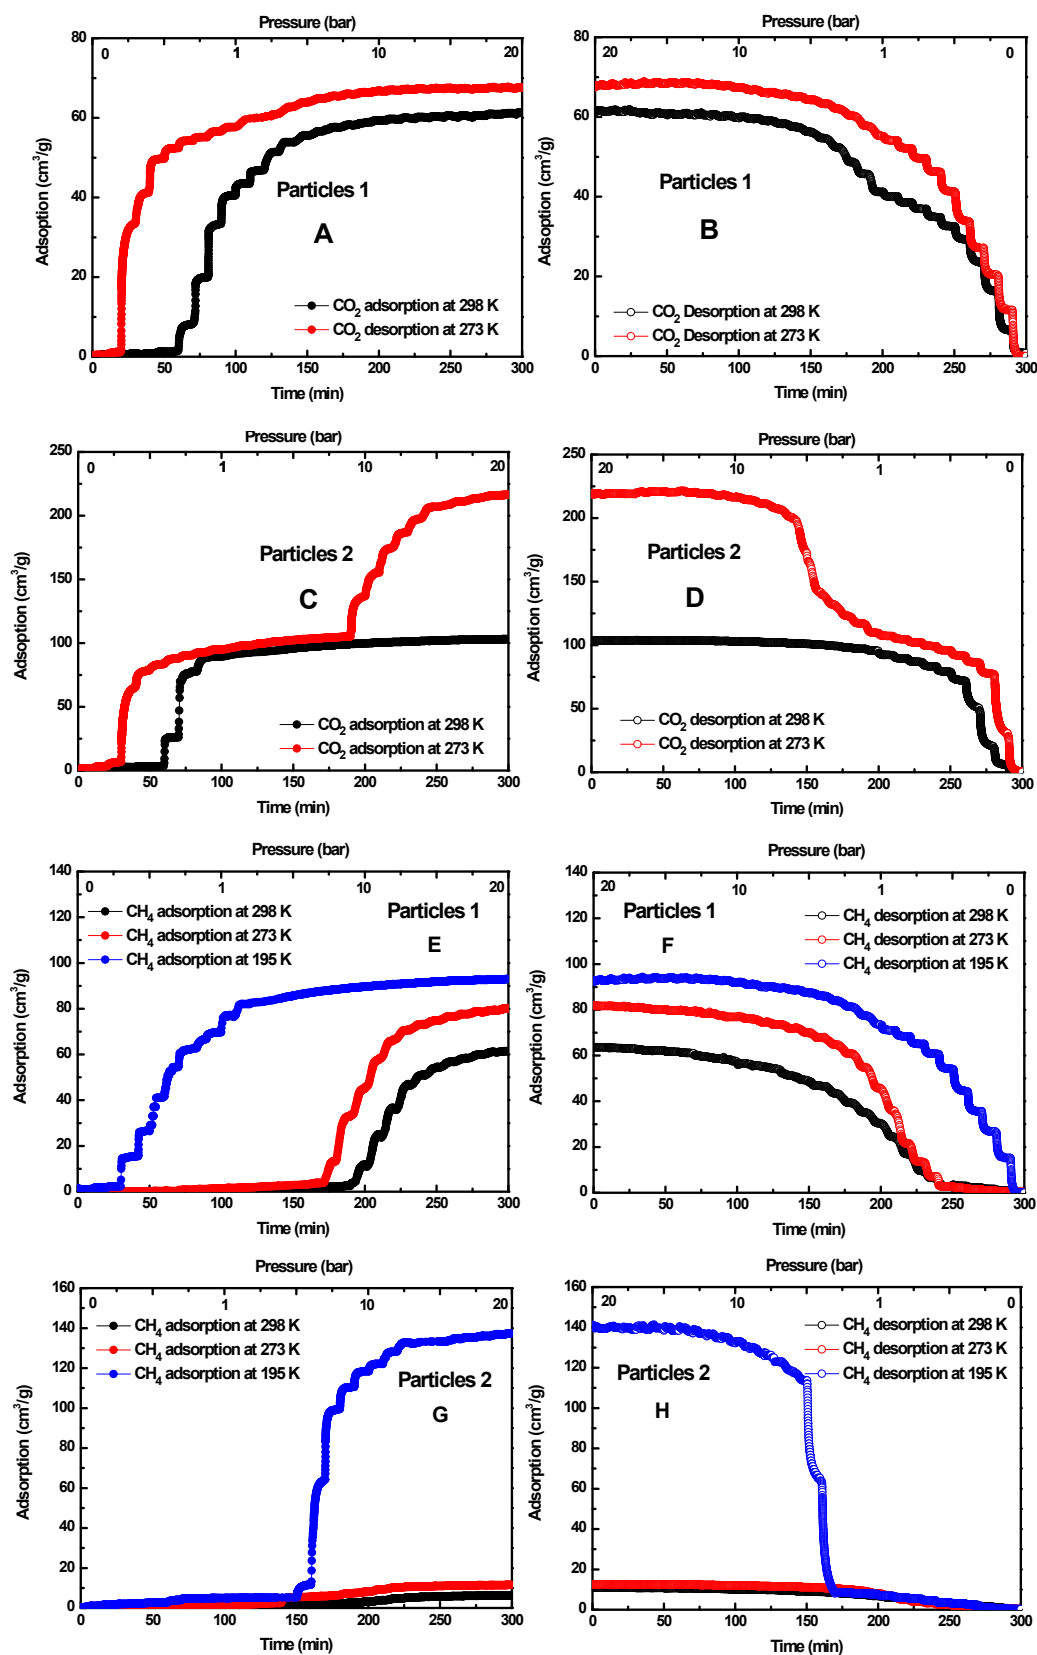 Pressure (bar)
0 1 10 20
80
60
40
20
0
Adsoption (cm³/g)
Particles 1
A
CO₂ adsorption at 298 K
CO₂ desorption at 273 K
0 50 100 150 200 250 300
Time (min)
Pressure (bar)
20 10 1 0
80
70
60
50
40
30
20
10
0
Adsoption (cm³/g)
Particles 1
B
CO₂ Desorption at 298 K
CO₂ Desorption at 273 K
0 50 100 150 200 250 300
Time (min)
Pressure (bar)
0 1 10 20
250
200
150
100
50
0
Adsoption (cm³/g)
Particles 2
C
CO₂ adsorption at 298 K
CO₂ adsorption at 273 K
0 50 100 150 200 250 300
Time (min)
Pressure (bar)
20 10 1 0
250
200
150
100
50
0
Adsoption (cm³/g)
Particles 2
D
CO₂ desorption at 298 K
CO₂ desorption at 273 K
0 50 100 150 200 250 300
Time (min)
Pressure (bar)
0 1 10 20
140
120
100
80
60
40
20
0
Adsorption (cm³/g)
CH₄ adsorption at 298 K
CH₄ adsorption at 273 K
CH₄ adsorption at 195 K
Particles 1
E
0 50 100 150 200 250 300
Time (min)
Pressure (bar)
20 10 1 0
140
120
100
80
60
40
20
0
Adsorption (cm³/g)
Particles 1
F
CH₄ desorption at 298 K
CH₄ desorption at 273 K
CH₄ desorption at 195 K
0 50 100 150 200 250 300
Time (min)
Pressure (bar)
0 1 10 20
160
140
120
100
80
60
40
20
0
Adsorption (cm³/g)
CH₄ adsorption at 298 K
CH₄ adsorption at 273 K
CH₄ adsorption at 195 K
Particles 2
G
0 50 100 150 200 250 300
Time (min)
Pressure (bar)
20 10 1 0
160
140
120
100
80
60
40
20
0
Adsorption (cm³/g)
CH₄ desorption at 298 K
CH₄ desorption at 273 K
CH₄ desorption at 195 K
Particles 2
H
0 50 100 150 200 250 300
Time (min)